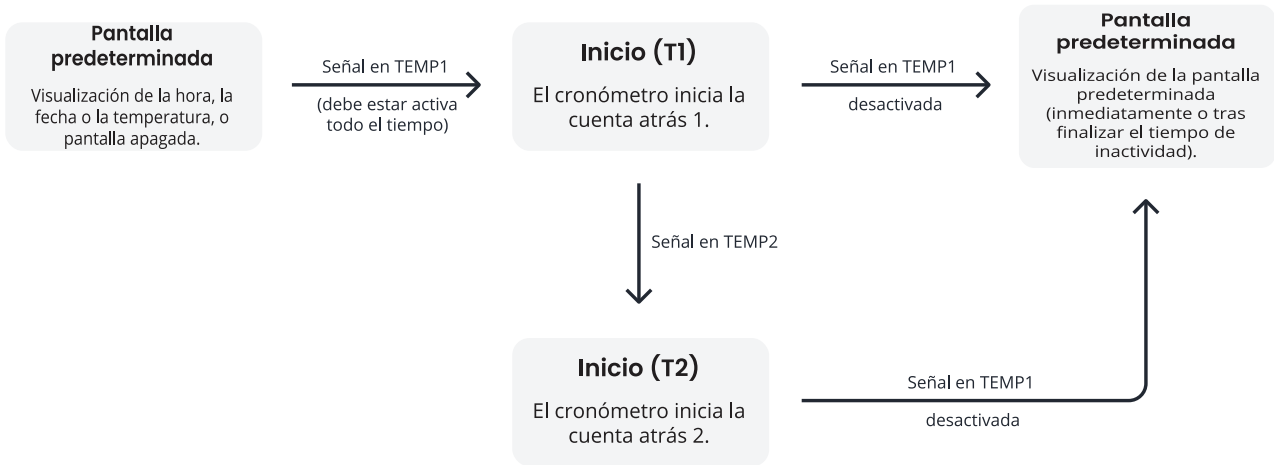 Pantalla
predeterminada
Visualización de la hora, la
fecha o la temperatura, o
pantalla apagada.
Señal en TEMP1
(debe estar activa
todo el tiempo)
Inicio (T1)
El cronómetro inicia la
cuenta atrás 1.
Señal en TEMP1
desactivada
Pantalla
predeterminada
Visualización de la pantalla
predeterminada
(inmediatamente o tras
finalizar el tiempo de
inactividad).
Señal en TEMP2
Inicio (T2)
El cronómetro inicia la
cuenta atrás 2.
Señal en TEMP1
desactivada